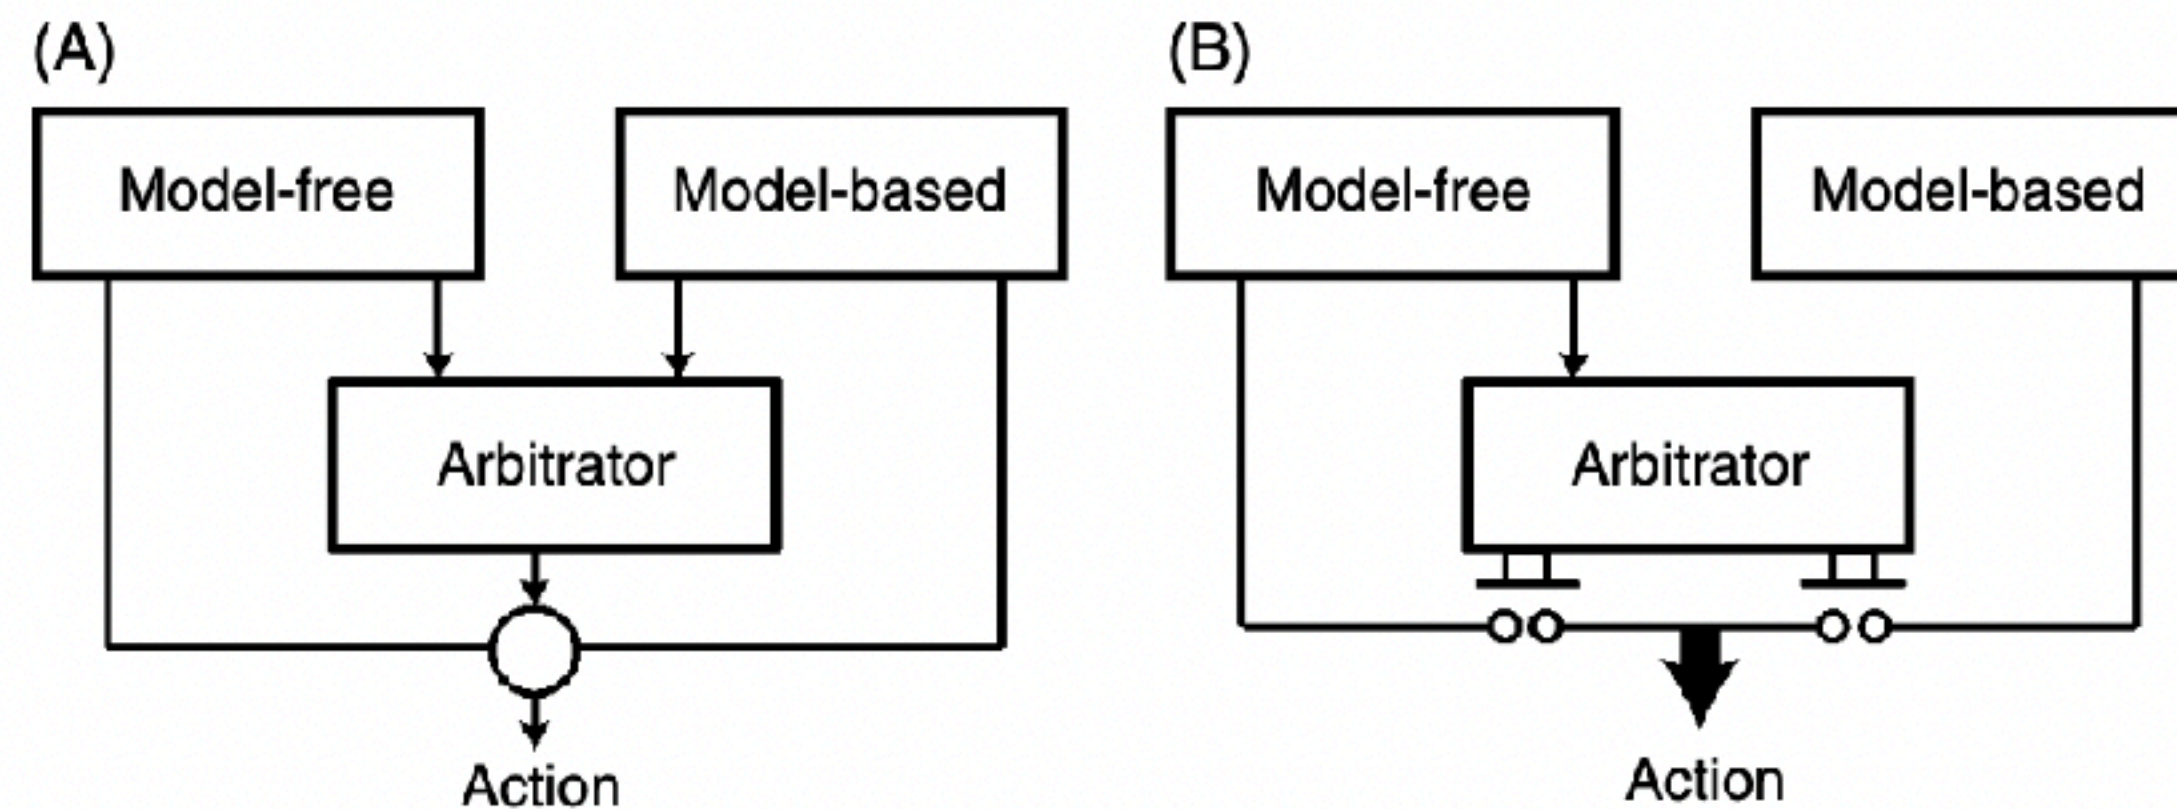 (A)
Model-free
Model-based
Arbitrator
Action
(B)
Model-free
Model-based
Arbitrator
Action